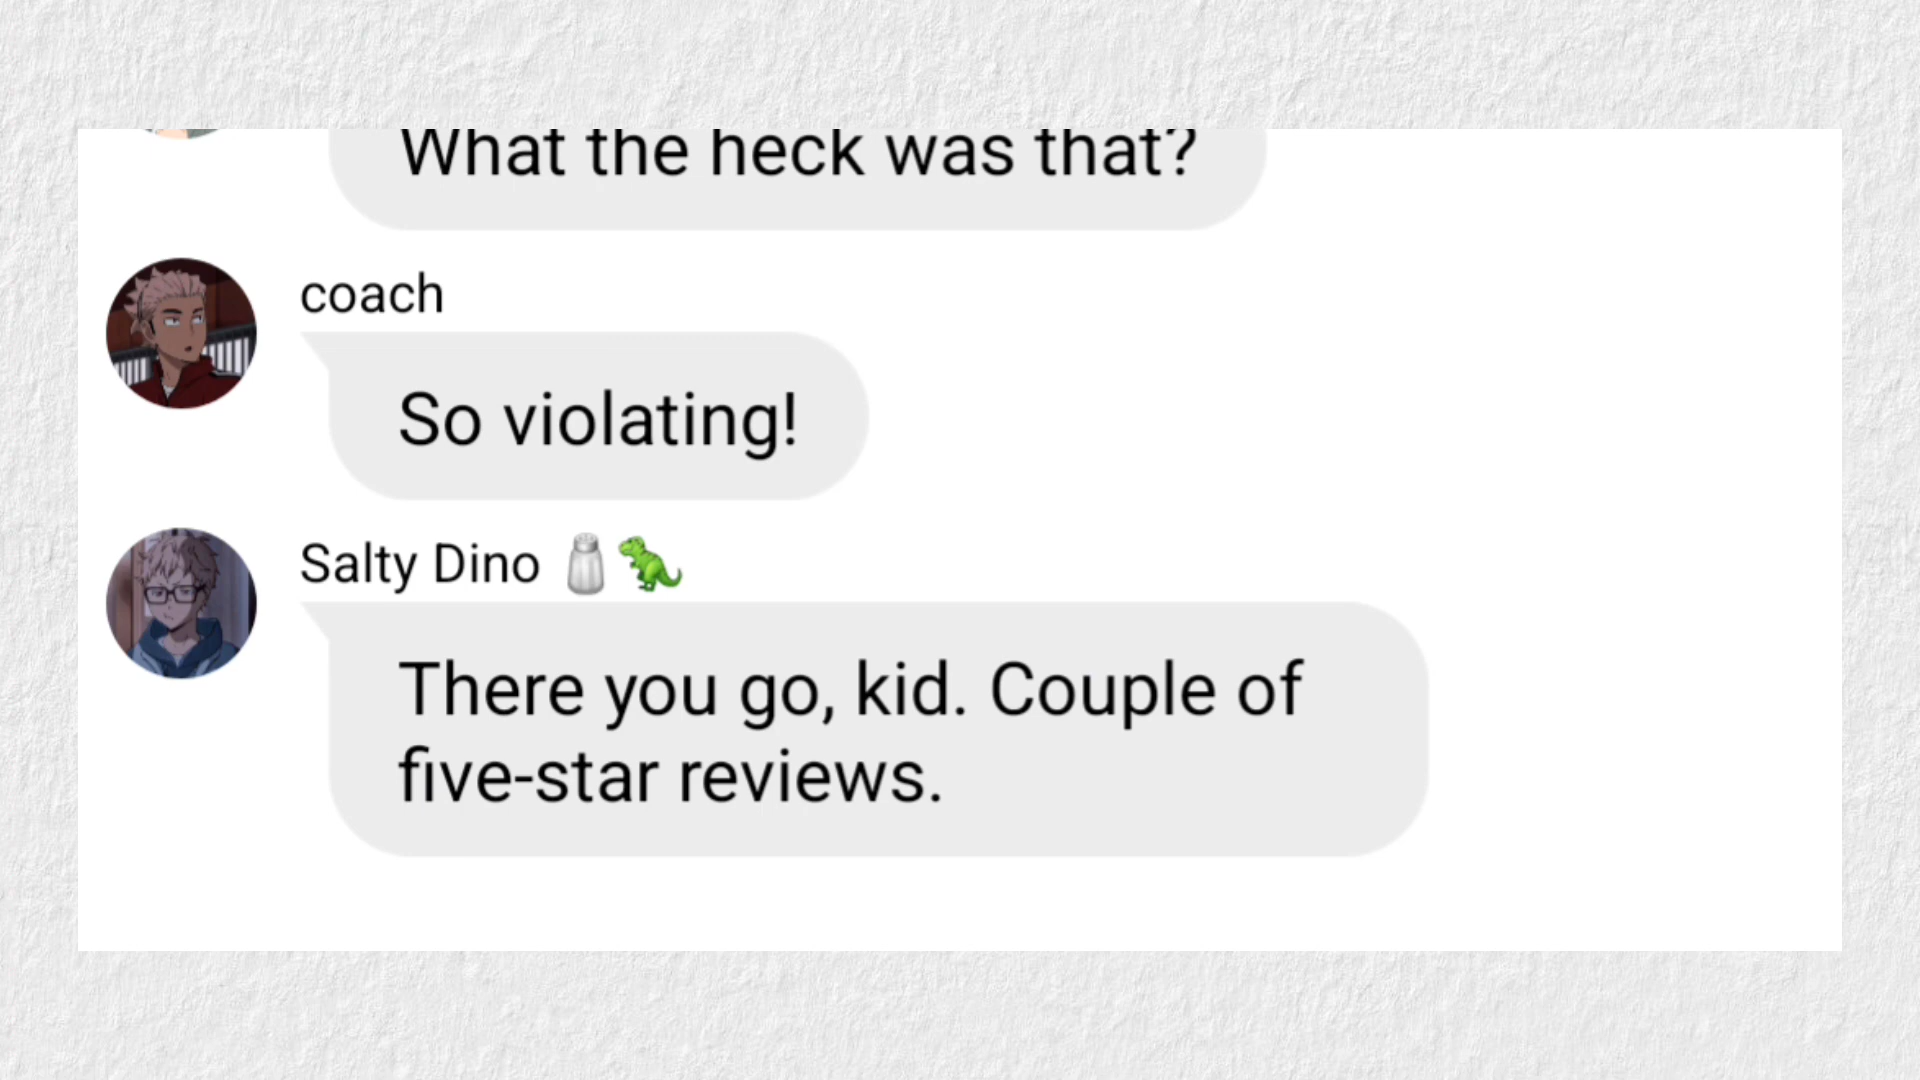 What the heck was that?
coach
So violating!
Salty Dino 🧂🦖
There you go, kid. Couple of
five-star reviews.